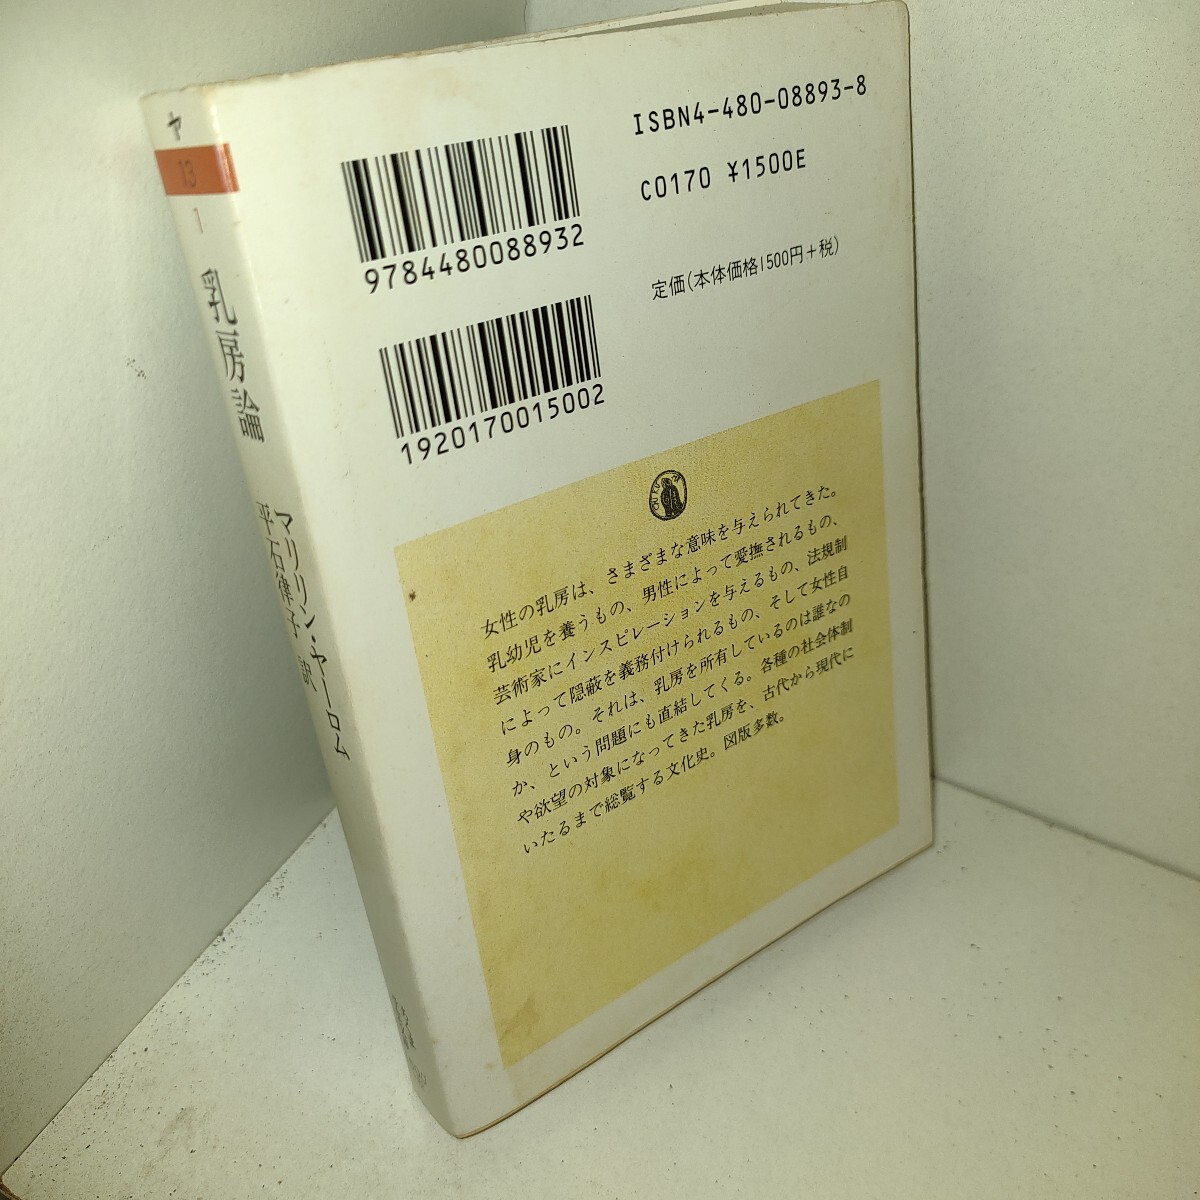 ヤ
13
1
乳房論
マリリン・ヤーロム
平石律子 訳
ISBN4-480-08893-8
C0170 ¥1500E
定価(本体価格1500円+税)
9784480088932
1920170015002
女性の乳房は、さまざまな意味を与えられてきた。
乳幼児を養うもの、男性によって愛撫されるもの、
芸術家にインスピレーションを与えるもの、法規制
によって隠蔽を義務付けられるもの、そして女性自
身のもの。それは、乳房を所有しているのは誰なの
か、という問題にも直結してくる。各種の社会体制
や欲望の対象になってきた乳房を、古代から現代に
いたるまで総覧する文化史。図版多数。